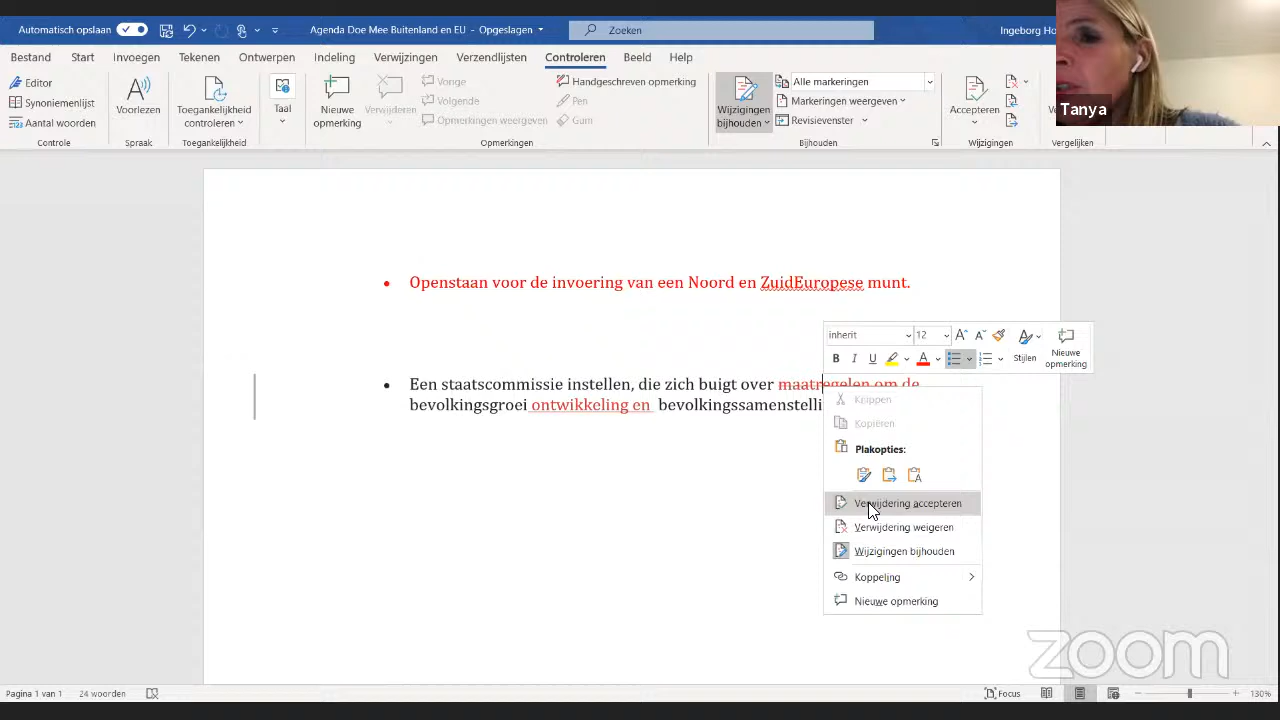 Automatisch opslaan
Agenda Doe Mee Buitenland en EU - Opgeslagen
Zoeken
Ingeborg Ho
Bestand Start Invoegen Tekenen Ontwerpen Indeling Verwijzingen Verzendlijsten Controleren Beeld Help
Editor
Synoniemenlijst
Aantal woorden
Controle
Voorlezen
Spraak
Toegankelijkheid
controleren
Toegankelijkheid
Taal
Nieuwe
opmerking
Verwijderen
Vorige
Volgende
Opmerkingen weergeven
Opmerkingen
Handgeschreven opmerking
Pen
Gum
Wijzigingen
bijhouden
Alle markeringen
Markeringen weergeven
Revisievenster
Bijhouden
Accepteren
Wijzigingen
Vergelijken
Tanya
Openstaan voor de invoering van een Noord en ZuidEuropese munt.
Een staatscommissie instellen, die zich buigt over maatregelen om de
bevolkingsgroei ontwikkeling en bevolkingssamenstelli
inherit 12
B I U A
Stijlen
Nieuwe
opmerking
Knippen
Kopiëren
Plakopties:
Verwijdering accepteren
Verwijdering weigeren
Wijzigingen bijhouden
Koppeling
Nieuwe opmerking
zoom
Pagina 1 van 1 24 woorden
Focus
130%